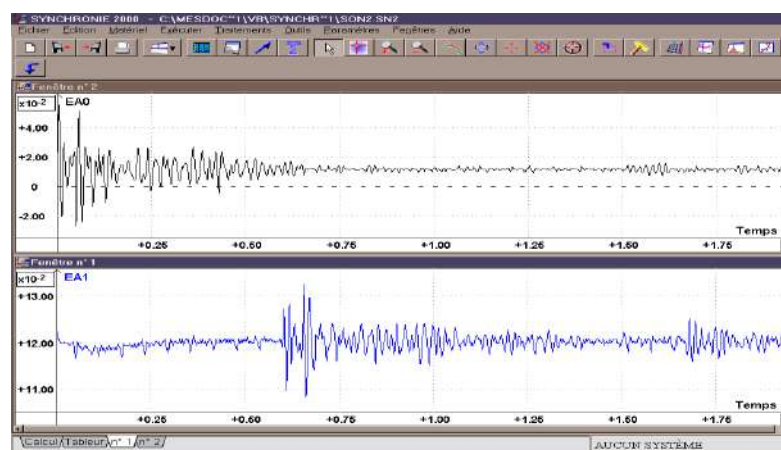 SYNCHRONIE 2000 - C:\MESDOC~1\VB\SYNCHR~1\SON2.SN2
Fichier Edition Matériel Exécuter Traitements Outils Paramètres Fenêtres Aide
Fenêtre n° 2
x10-2 EA0
+4.00
+2.00
0
-2.00
Temps
+0.25 +0.50 +0.75 +1.00 +1.25 +1.50 +1.75
Fenêtre n° 1
x10-2 EA1
+13.00
+12.00
+11.00
Temps
+0.25 +0.50 +0.75 +1.00 +1.25 +1.50 +1.75
Calcul Tableur n° 1 n° 2
AUCUN SYSTÈME